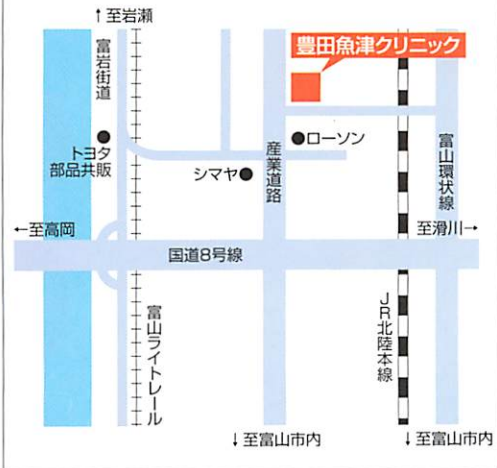 ↑至岩瀬
富岩街道
豊田魚津クリニック
トヨタ
部品共販
ローソン
シマヤ
産業道路
富山環状線
←至高岡
至滑川→
国道8号線
富山ライトレール
JR北陸本線
↓至富山市内
↓至富山市内